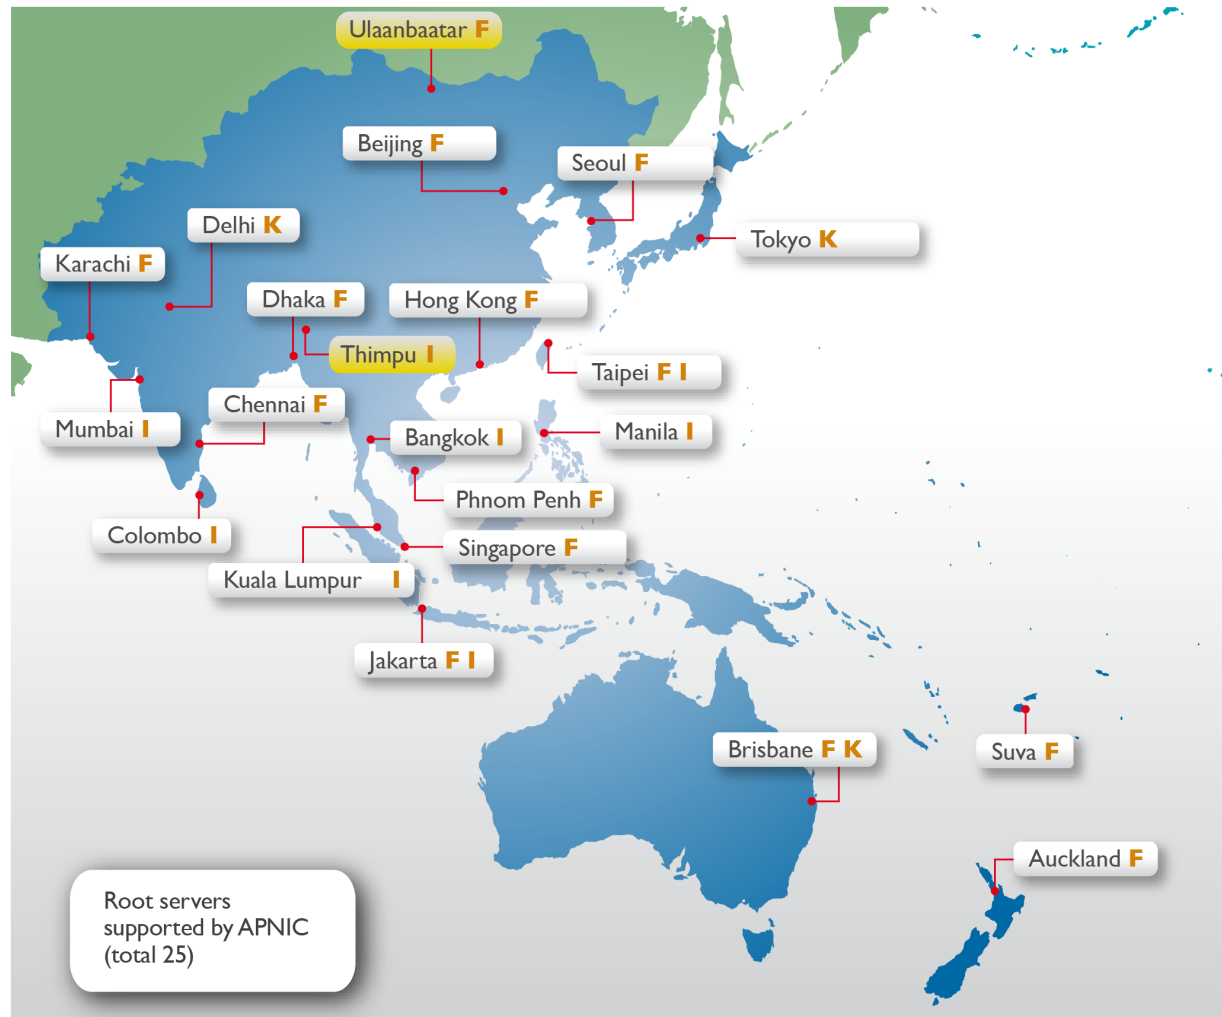 Ulaanbaatar F
Beijing F
Seoul F
Delhi K
Tokyo K
Karachi F
Dhaka F
Hong Kong F
Thimpu I
Taipei F I
Chennai F
Mumbai I
Bangkok I
Manila I
Phnom Penh F
Colombo I
Singapore F
Kuala Lumpur I
Jakarta F I
Brisbane F K
Suva F
Auckland F
Root servers
supported by APNIC
(total 25)